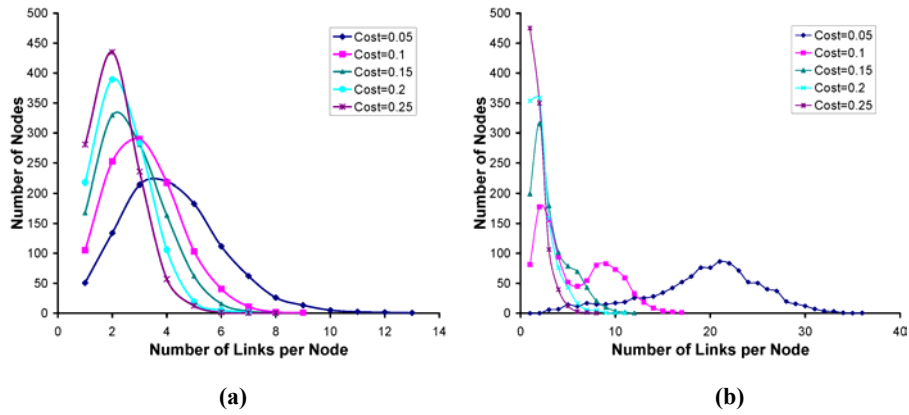 500
450
400
350
300
250
200
150
100
50
0
Number of Nodes
0 2 4 6 8 10 12 14
Number of Links per Node
Cost=0.05
Cost=0.1
Cost=0.15
Cost=0.2
Cost=0.25
(a)
500
450
400
350
300
250
200
150
100
50
0
Number of Nodes
0 10 20 30 40
Number of Links per Node
Cost=0.05
Cost=0.1
Cost=0.15
Cost=0.2
Cost=0.25
(b)